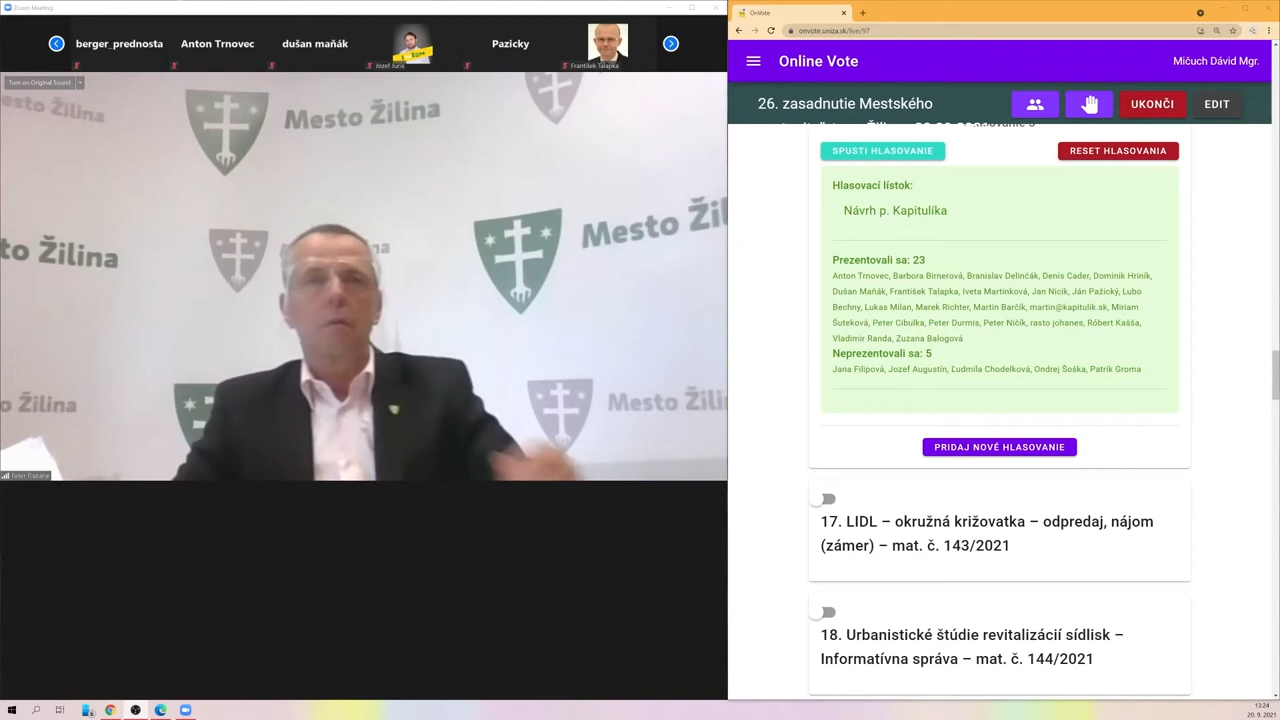 Zoom Meeting
berger_prednosta
Anton Trnovec
dušan maňák
Pazicky
Jozef Juris
František Talapka
Turn on Original Sound
mesto Žilina
Mesto Žilina
Mesto Žilina
sto Žilina
Mesto Žilina
Žilina
Mesto Žilina
OnVote
onvote.uniza.sk/live/97
Online Vote
Mičuch Dávid Mgr.
26. zasadnutie Mestského
UKONČI
EDIT
SPUSTI HLASOVANIE
RESET HLASOVANIA
Hlasovací lístok:
Návrh p. Kapitulíka
Prezentovali sa: 23
Anton Trnovec, Barbora Birnerová, Branislav Delinčák, Denis Cader, Dominik Hriník,
Dušan Maňák, František Talapka, Iveta Martinková, Jan Nicik, Ján Pažický, Lubo
Bechny, Lukas Milan, Marek Richter, Martin Barčík, martin@kapitulik.sk, Miriam
Šuteková, Peter Cibulka, Peter Durmis, Peter Ničík, rasto johanes, Róbert Kašša,
Vladimir Randa, Zuzana Balogová
Neprezentovali sa: 5
Jana Filipová, Jozef Augustín, Ľudmila Chodelková, Ondrej Šoška, Patrik Groma
PRIDAJ NOVÉ HLASOVANIE
17. LIDL – okružná križovatka – odpredaj, nájom
(zámer) – mat. č. 143/2021
18. Urbanistické štúdie revitalizácií sídlisk –
Informatívna správa – mat. č. 144/2021
13:24
20. 9. 2021